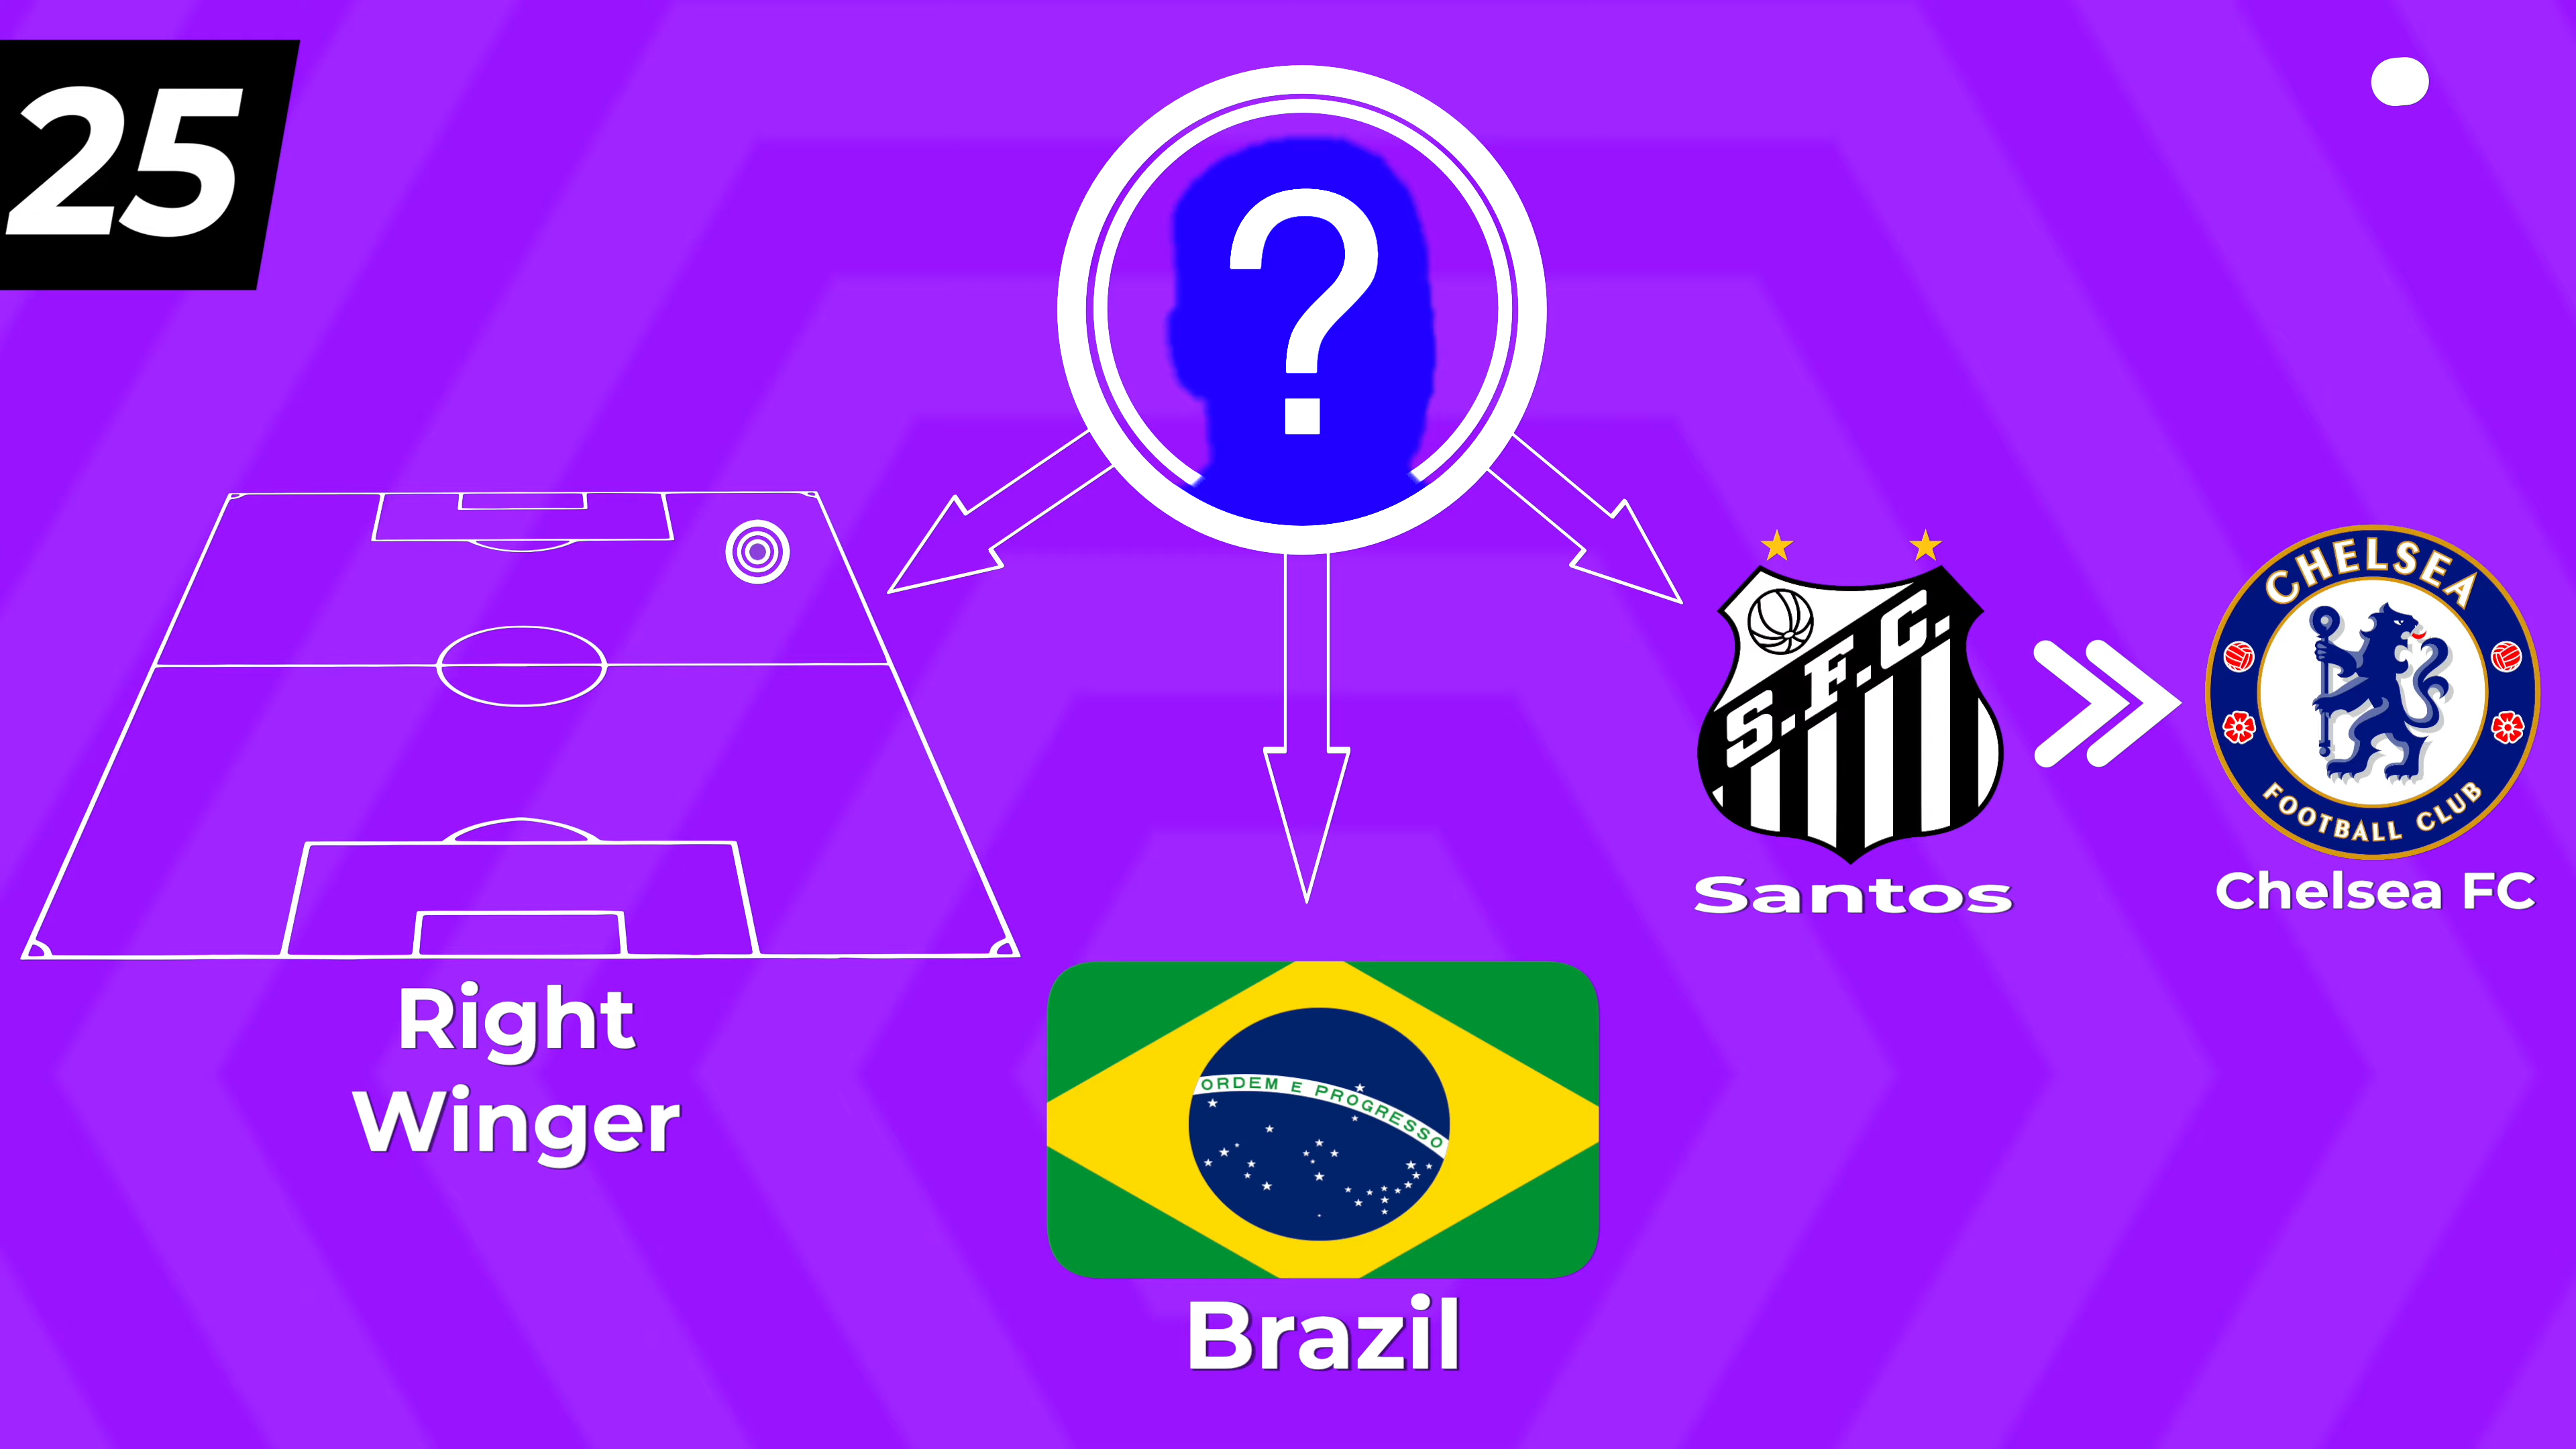 25
?
S.F.C.
CHELSEA
FOOTBALL CLUB
Santos
Chelsea FC
Right
Winger
ORDEM E PROGRESSO
Brazil